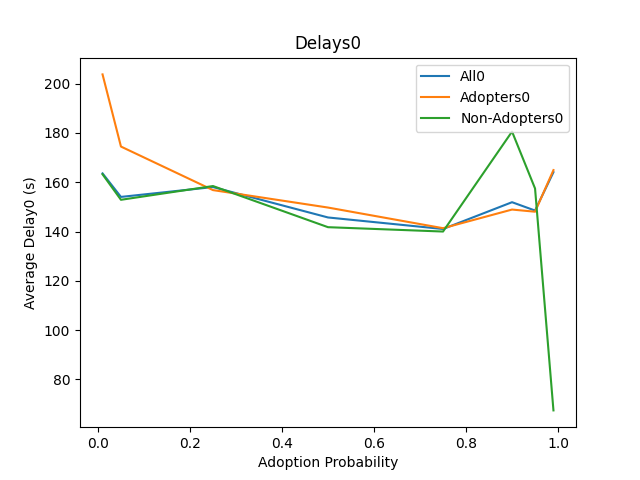 Delays0
All0
Adopters0
Non-Adopters0
200
180
160
140
120
100
80
Average Delay0 (s)
0.0 0.2 0.4 0.6 0.8 1.0
Adoption Probability